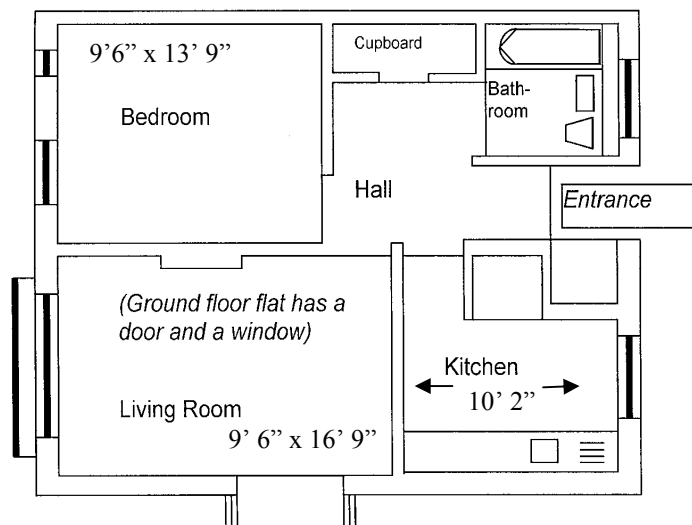 9’6” x 13’ 9”
Bedroom
Cupboard
Bath-
room
Hall
Entrance
(Ground floor flat has a
door and a window)
Living Room
9’ 6” x 16’ 9”
Kitchen
10’ 2”